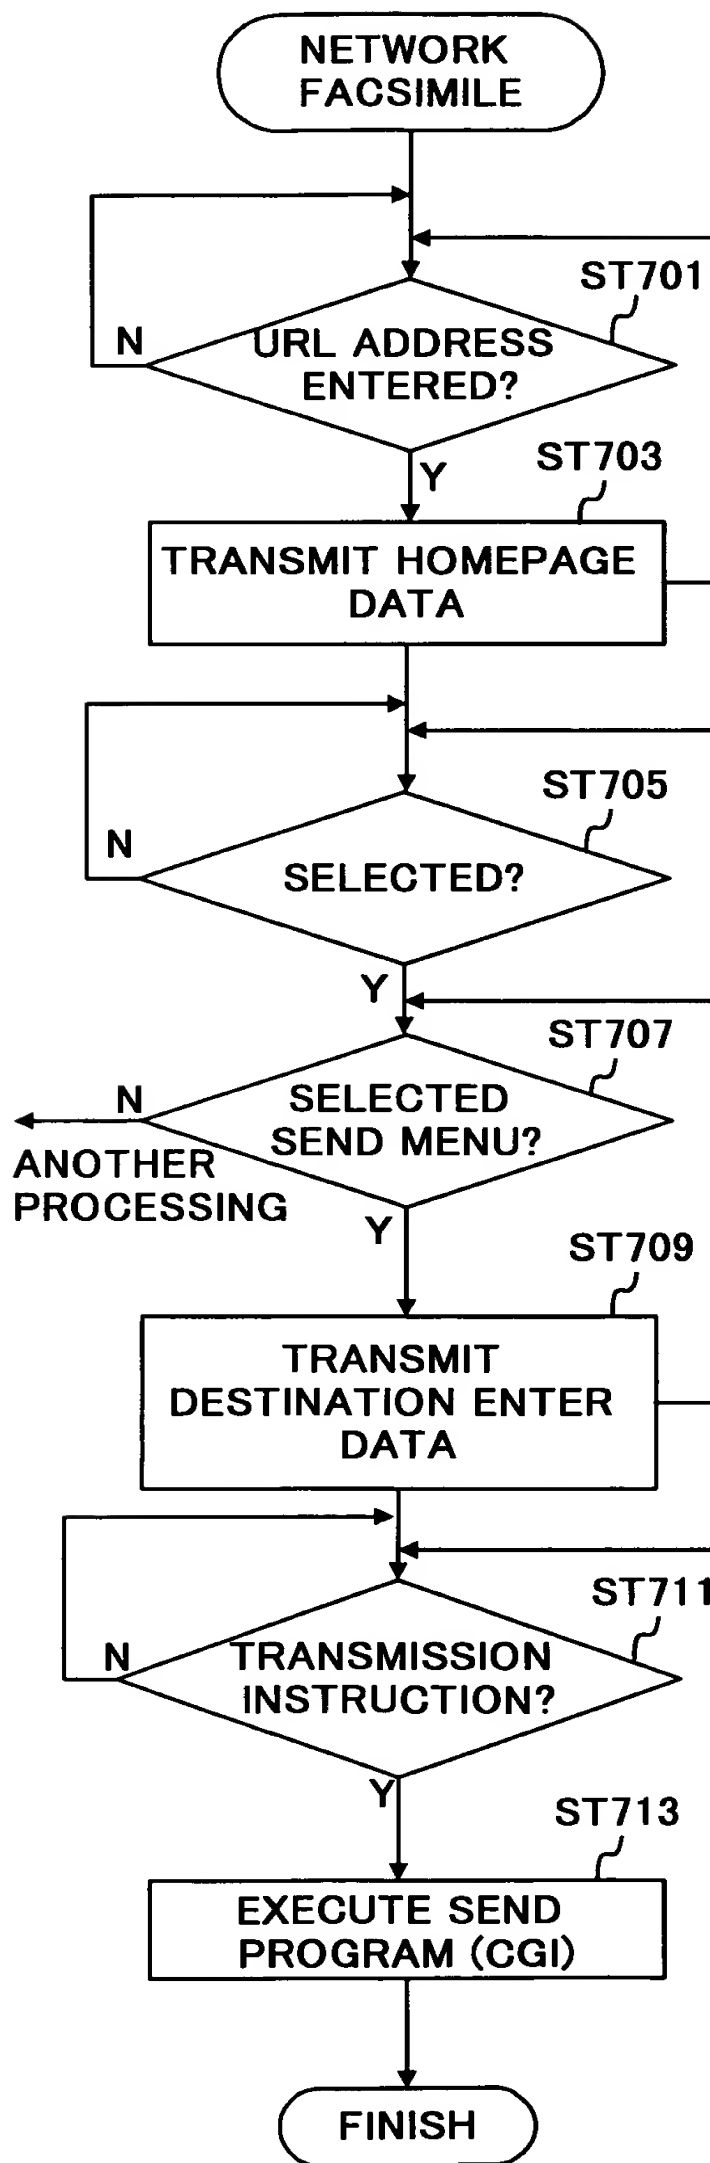 NETWORK
FACSIMILE
ST701
N
URL ADDRESS
ENTERED?
Y
ST703
TRANSMIT HOMEPAGE
DATA
ST705
N
SELECTED?
Y
ST707
N
SELECTED
SEND MENU?
ANOTHER
PROCESSING
Y
ST709
TRANSMIT
DESTINATION ENTER
DATA
ST711
N
TRANSMISSION
INSTRUCTION?
Y
ST713
EXECUTE SEND
PROGRAM (CGI)
FINISH